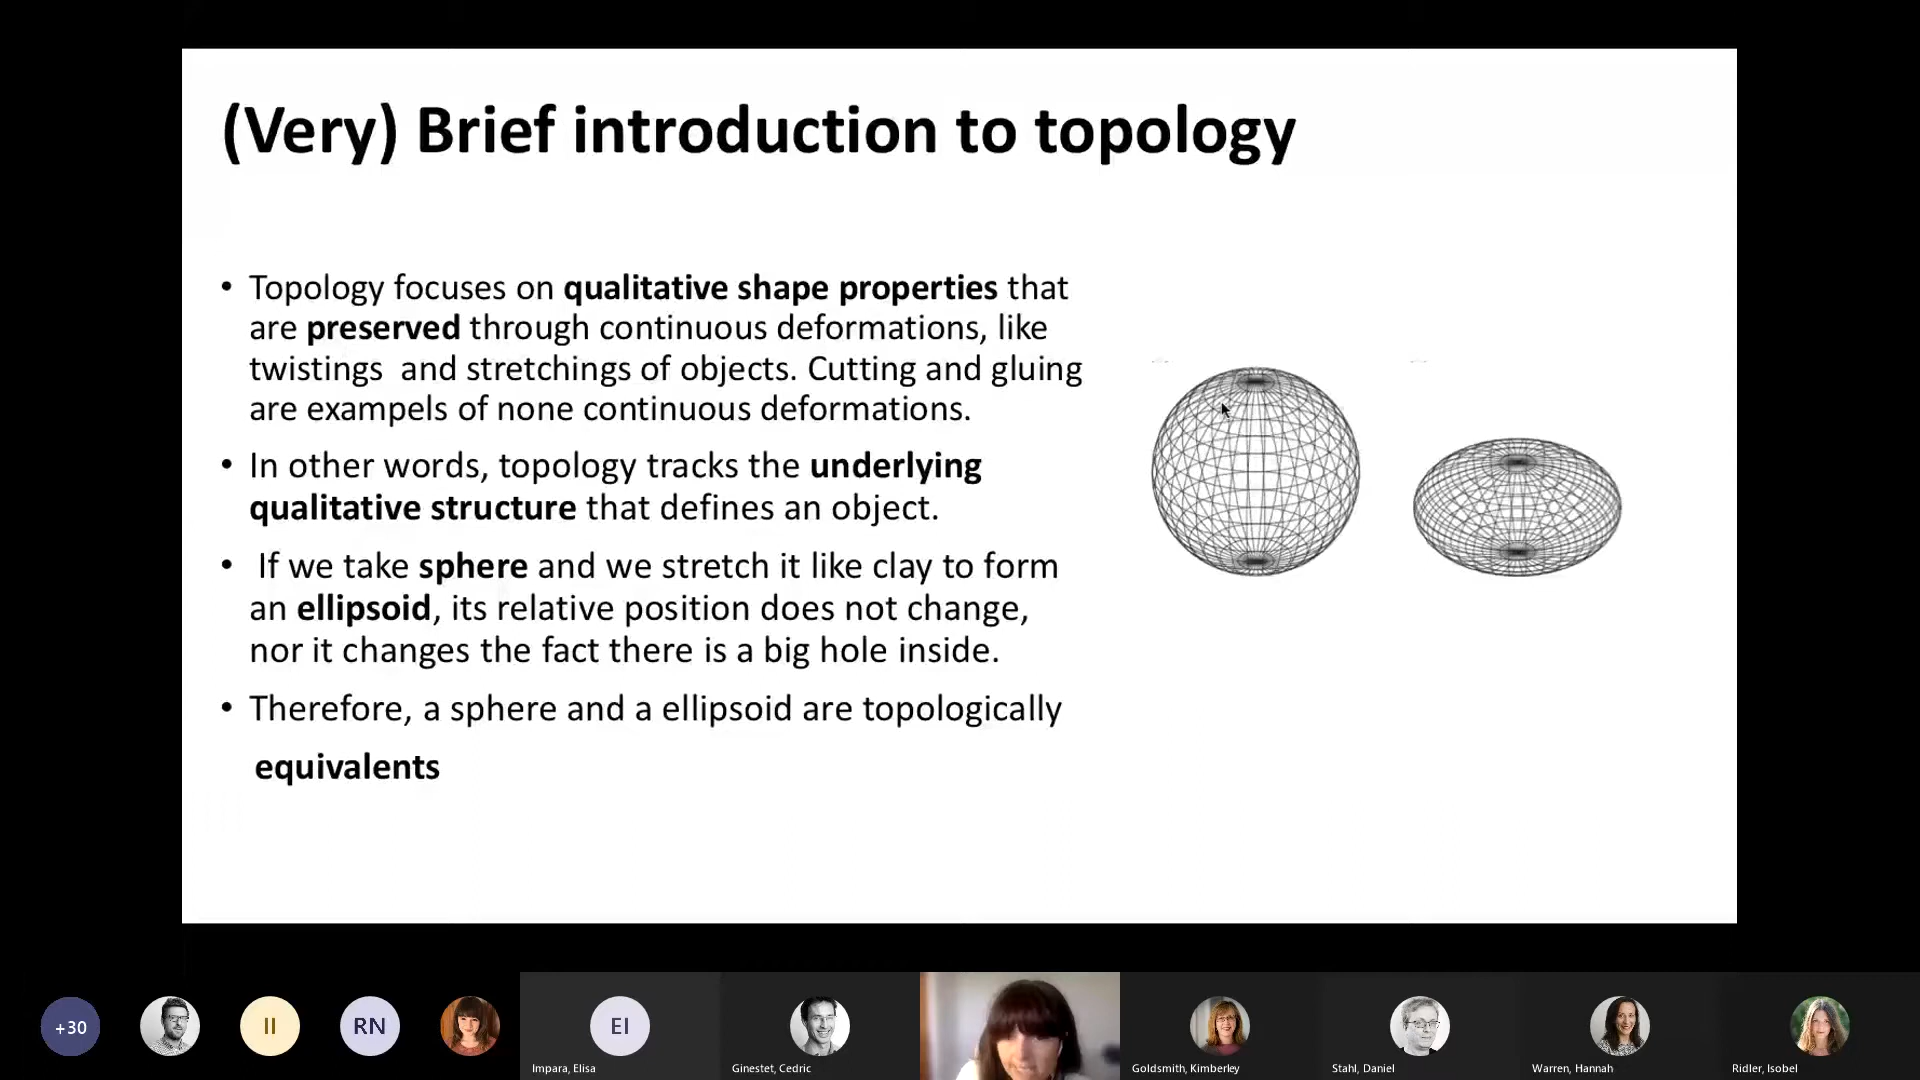 (Very) Brief introduction to topology
• Topology focuses on qualitative shape properties that
are preserved through continuous deformations, like
twistings  and stretchings of objects. Cutting and gluing
are exampels of none continuous deformations.
• In other words, topology tracks the underlying
qualitative structure that defines an object.
• If we take sphere and we stretch it like clay to form
an ellipsoid, its relative position does not change,
nor it changes the fact there is a big hole inside.
• Therefore, a sphere and a ellipsoid are topologically
equivalents
+30
II
RN
EI
Impara, Elisa
Ginestet, Cedric
Goldsmith, Kimberley
Stahl, Daniel
Warren, Hannah
Ridler, Isobel